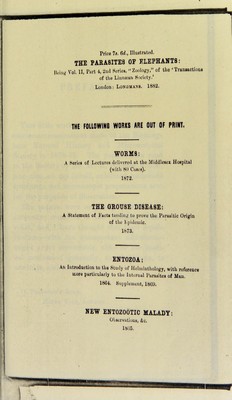 Price 7s. 6d., Illustrated.
THE PARASITES OF ELEPHANTS:
Being Vol. II, Part 4, 2nd Series, "Zoology," of the 'Transactions
of the Linnean Society.'
London: LONGMANS. 1882.
THE FOLLOWING WORKS ARE OUT OF PRINT.
WORMS:
A Series of Lectures delivered at the Middlesex Hospital
(with 80 Cases).
1872.
THE GROUSE DISEASE:
A Statement of Facts tending to prove the Parasitic Origin
of the Epidemic.
1873.
ENTOZOA:
An Introduction to the Study of Helminthology, with reference
more particularly to the Internal Parasites of Man.
1864. Supplement, 1869.
NEW ENTOZOOTIC MALADY:
Observations, &c.
1865.